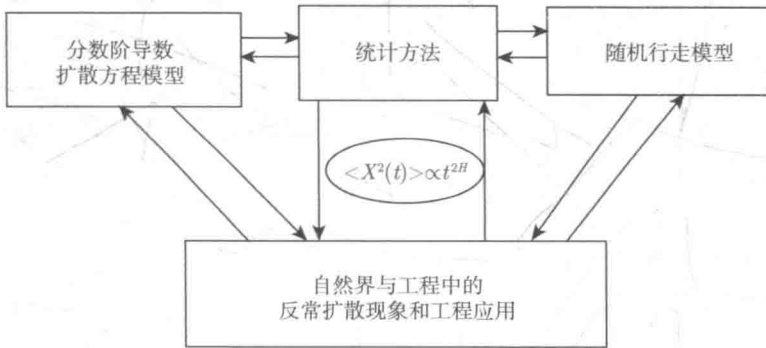 分数阶导数
扩散方程模型
统计方法
随机行走模型
<X²(t)>∝t²ᴴ
自然界与工程中的
反常扩散现象和工程应用